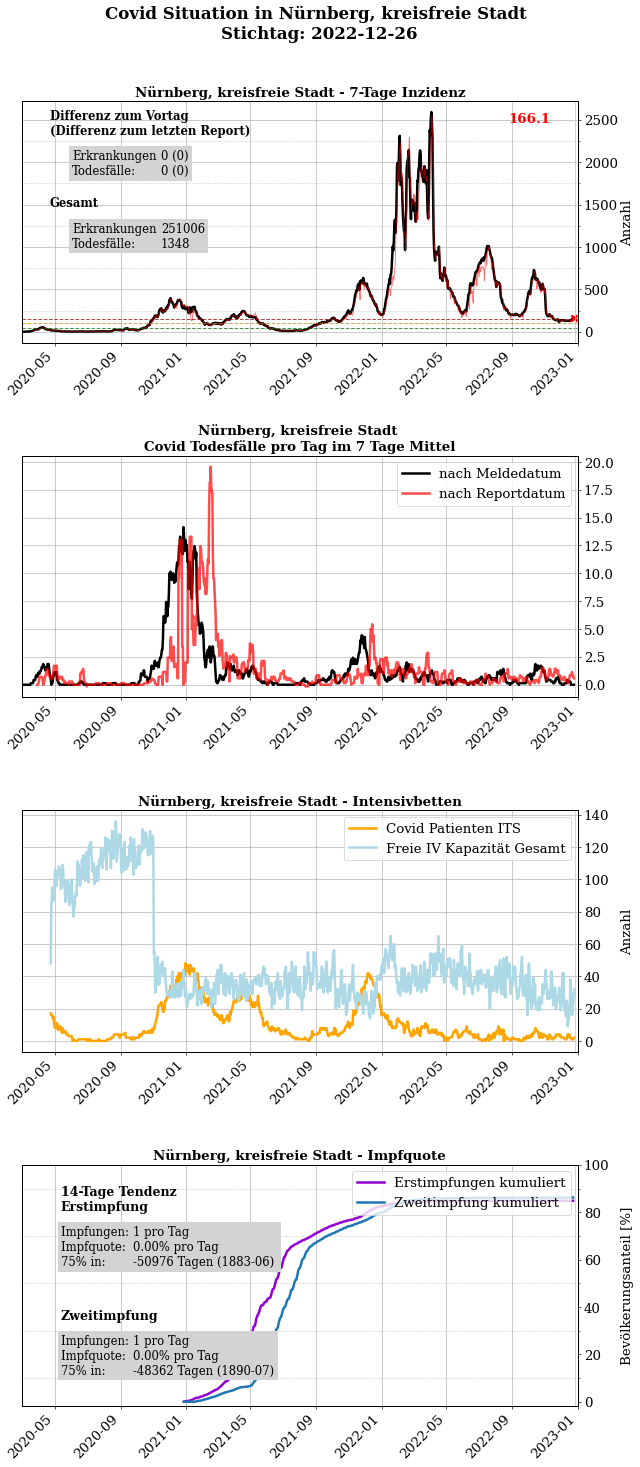 Covid Situation in Nürnberg, kreisfreie Stadt
Stichtag: 2022-12-26
Nürnberg, kreisfreie Stadt - 7-Tage Inzidenz
Differenz zum Vortag
(Differenz zum letzten Report)
Erkrankungen 0 (0)
Todesfälle: 0 (0)
Gesamt
Erkrankungen 251006
Todesfälle: 1348
166.1
2500
2000
1500
1000
500
0
Anzahl
2020-05
2020-09
2021-01
2021-05
2021-09
2022-01
2022-05
2022-09
2023-01
Nürnberg, kreisfreie Stadt
Covid Todesfälle pro Tag im 7 Tage Mittel
nach Meldedatum
nach Reportdatum
20.0
17.5
15.0
12.5
10.0
7.5
5.0
2.5
0.0
2020-05
2020-09
2021-01
2021-05
2021-09
2022-01
2022-05
2022-09
2023-01
Nürnberg, kreisfreie Stadt - Intensivbetten
Covid Patienten ITS
Freie IV Kapazität Gesamt
140
120
100
80
60
40
20
0
Anzahl
2020-05
2020-09
2021-01
2021-05
2021-09
2022-01
2022-05
2022-09
2023-01
Nürnberg, kreisfreie Stadt - Impfquote
14-Tage Tendenz
Erstimpfung
Impfungen: 1 pro Tag
Impfquote: 0.00% pro Tag
75% in: -50976 Tagen (1883-06)
Zweitimpfung
Impfungen: 1 pro Tag
Impfquote: 0.00% pro Tag
75% in: -48362 Tagen (1890-07)
Erstimpfungen kumuliert
Zweitimpfung kumuliert
100
80
60
40
20
0
Bevölkerungsanteil [%]
2020-05
2020-09
2021-01
2021-05
2021-09
2022-01
2022-05
2022-09
2023-01